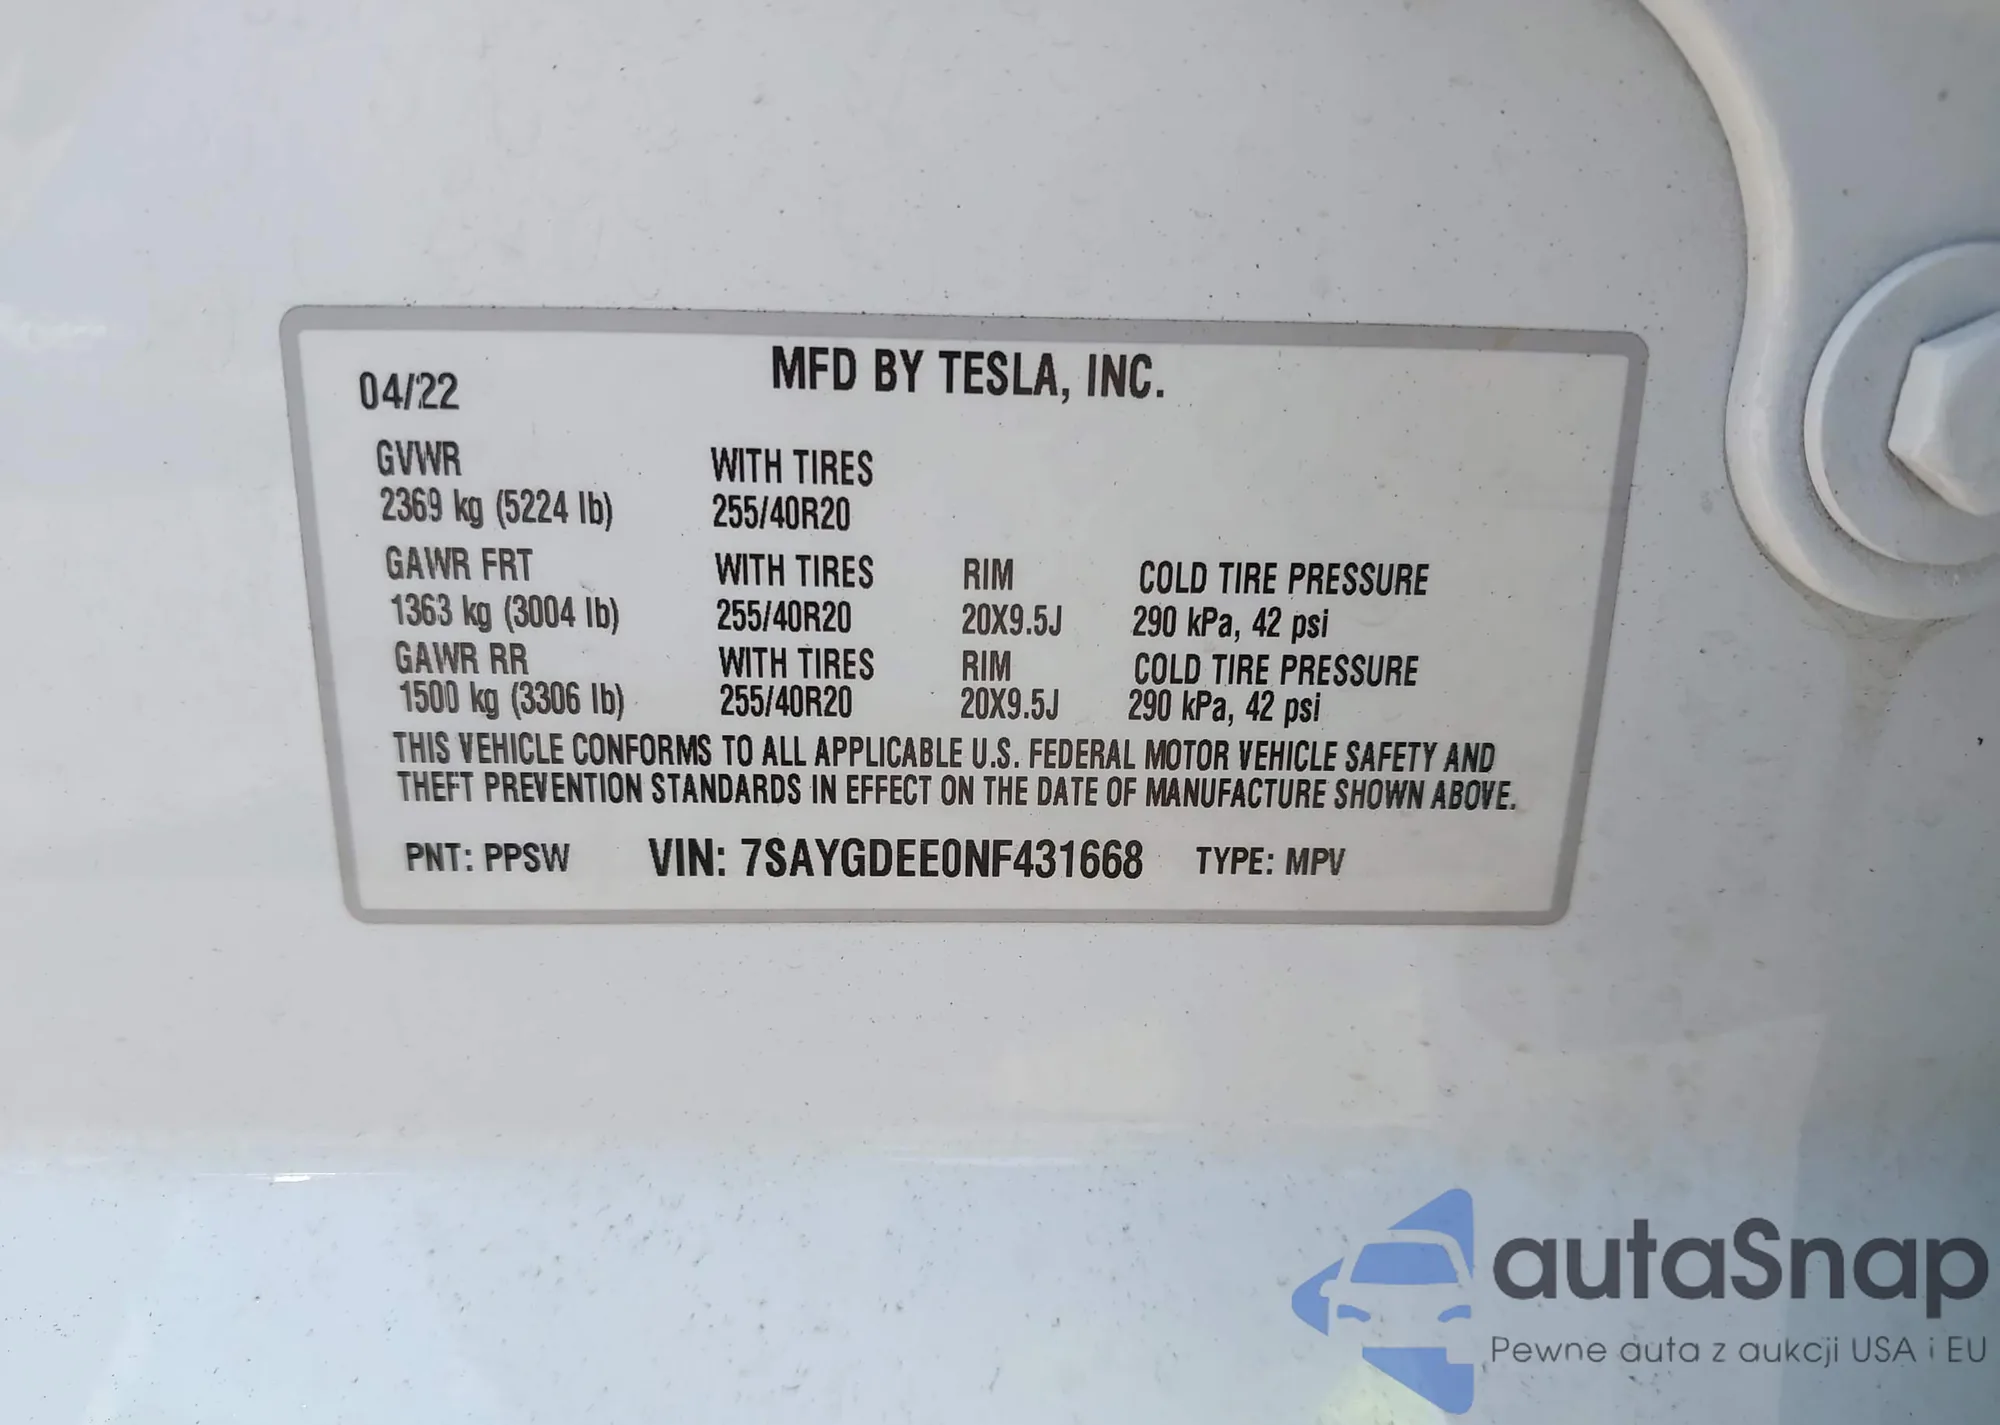 MFD BY TESLA, INC.
04/22
GVWR WITH TIRES
2369 kg (5224 lb) 255/40R20
GAWR FRT WITH TIRES RIM COLD TIRE PRESSURE
1363 kg (3004 lb) 255/40R20 20X9.5J 290 kPa, 42 psi
GAWR RR WITH TIRES RIM COLD TIRE PRESSURE
1500 kg (3306 lb) 255/40R20 20X9.5J 290 kPa, 42 psi
THIS VEHICLE CONFORMS TO ALL APPLICABLE U.S. FEDERAL MOTOR VEHICLE SAFETY AND
THEFT PREVENTION STANDARDS IN EFFECT ON THE DATE OF MANUFACTURE SHOWN ABOVE.
PNT: PPSW VIN: 7SAYGDEE0NF431668 TYPE: MPV
autaSnap
Pewne auta z aukcji USA i EU